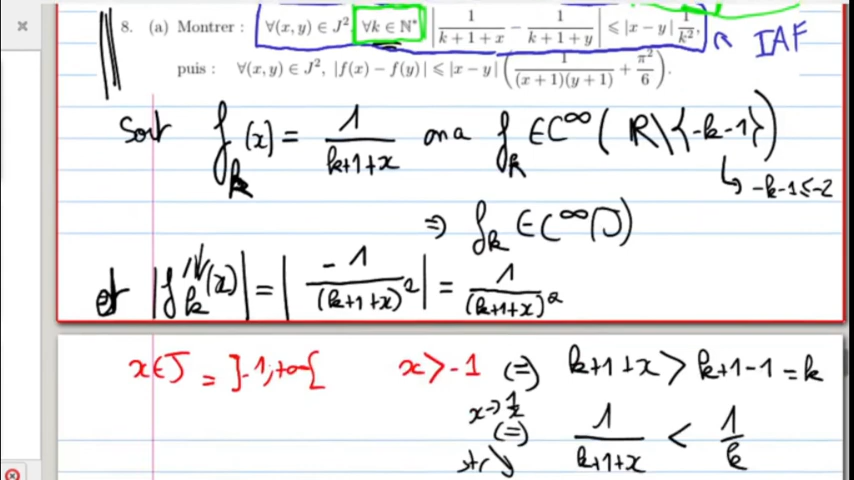 8. (a) Montrer : ∀(x, y) ∈ J², ∀k ∈ ℕ*, |1/(k+1+x) − 1/(k+1+y)| ⩽ |x − y| 1/k², IAF
puis : ∀(x, y) ∈ J², |f(x) − f(y)| ⩽ |x − y| (1/((x+1)(y+1)) + π²/6).
Soit f_k(x) = 1/(k+1+x) on a f_k ∈ C^∞(ℝ\{-k-1})
↳ -k-1 ≤ -2
⇒ f_k ∈ C^∞(J)
et |f_k'(x)| = |-1/(k+1+x)²| = 1/(k+1+x)²
x ∈ J = ]-1,+∞[ x > -1 (=) k+1+x > k+1-1 = k
x → 1/x
(=) 1/(k+1+x) < 1/k
str ↘